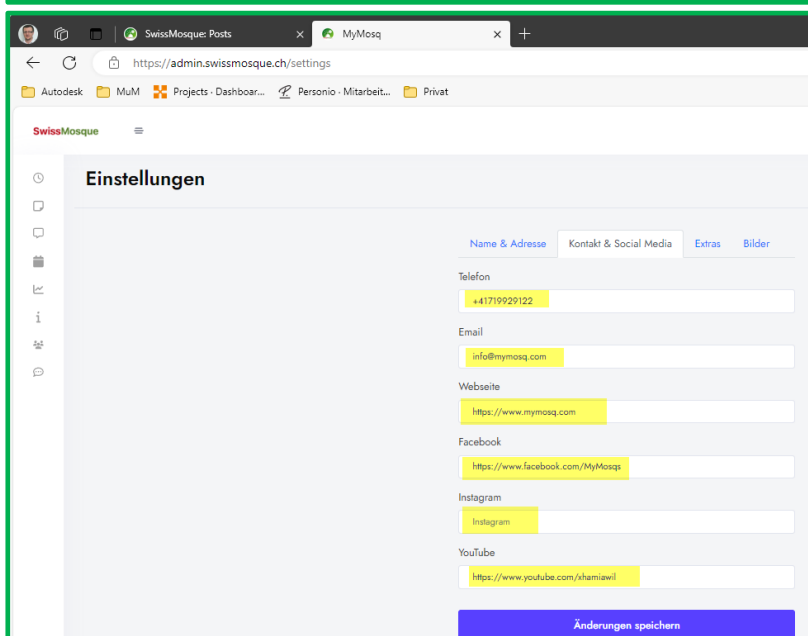 SwissMosque: Posts
MyMosq
https://admin.swissmosque.ch/settings
Autodesk MuM Projects - Dashboar... Personio - Mitarbeit... Privat
SwissMosque
Einstellungen
Name & Adresse Kontakt & Social Media Extras Bilder
Telefon
+41719929122
Email
info@mymosq.com
Webseite
https://www.mymosq.com
Facebook
https://www.facebook.com/MyMosqs
Instagram
Instagram
YouTube
https://www.youtube.com/xhamiawil
Änderungen speichern